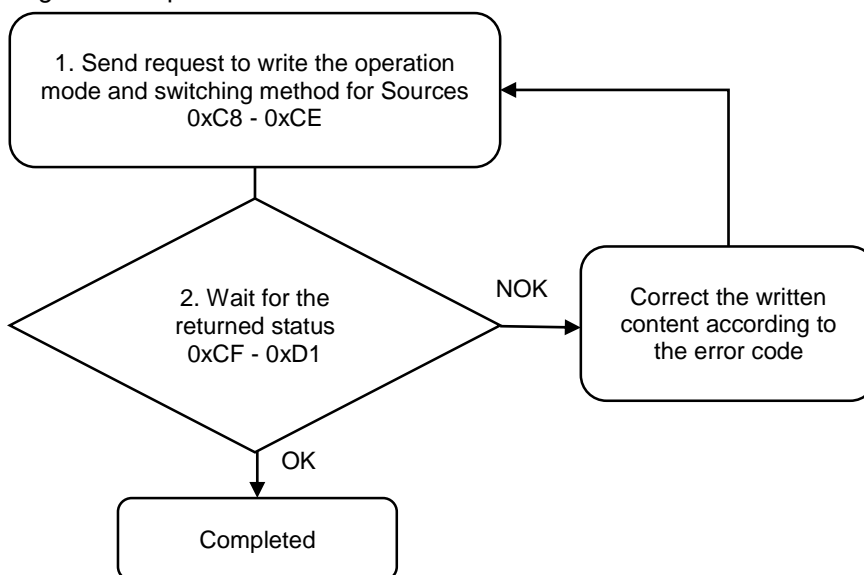 1. Send request to write the operation
mode and switching method for Sources
0xC8 - 0xCE
2. Wait for the
returned status
0xCF - 0xD1
NOK
Correct the written
content according to
the error code
OK
Completed